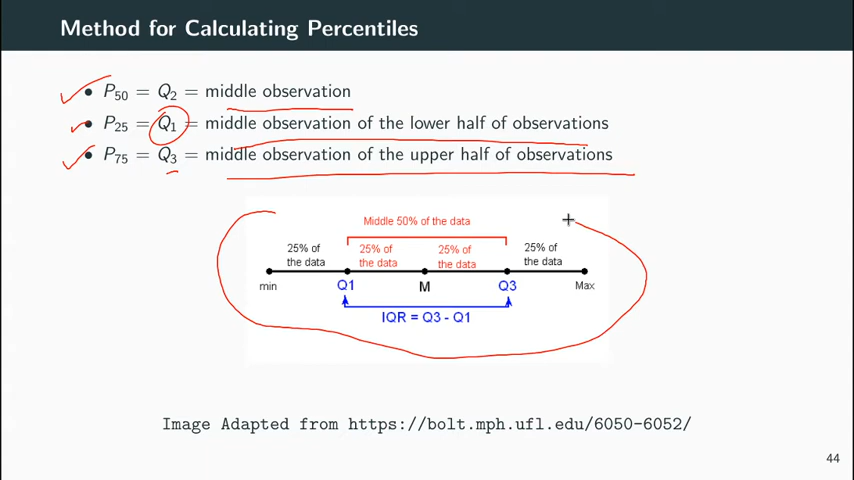 Method for Calculating Percentiles
• P₅₀ = Q₂ = middle observation
• P₂₅ = Q₁ = middle observation of the lower half of observations
• P₇₅ = Q₃ = middle observation of the upper half of observations
Middle 50% of the data
25% of the data 25% of the data 25% of the data 25% of the data
min Q1 M Q3 Max
IQR = Q3 - Q1
Image Adapted from https://bolt.mph.ufl.edu/6050-6052/
44